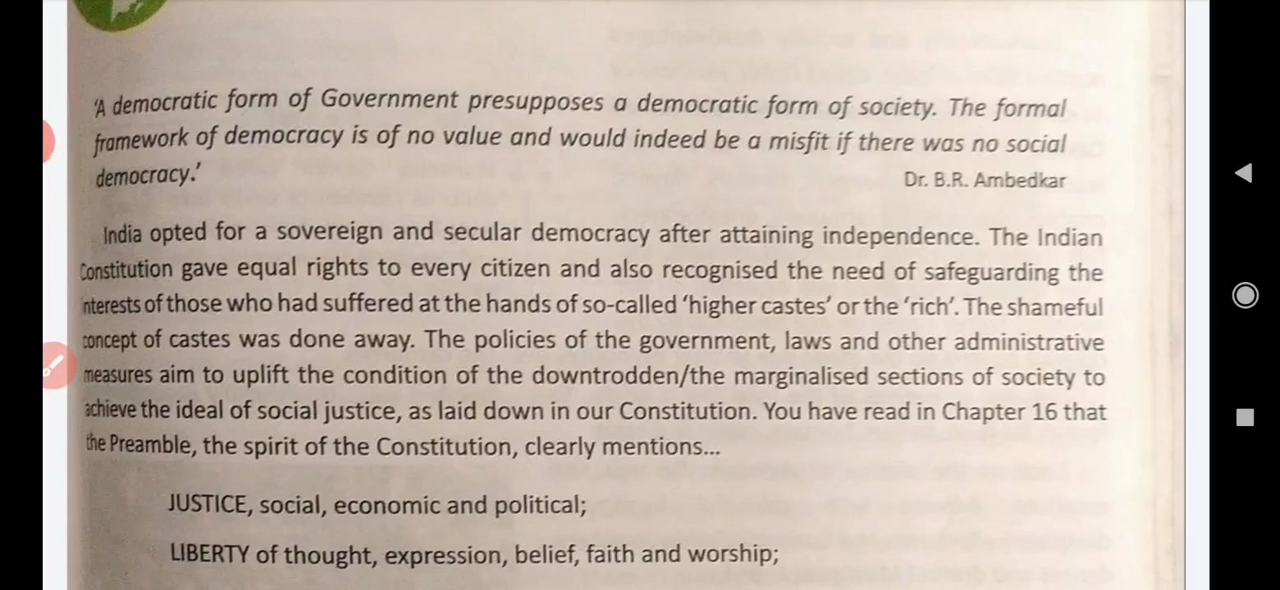 'A democratic form of Government presupposes a democratic form of society. The formal
framework of democracy is of no value and would indeed be a misfit if there was no social
democracy.'
Dr. B.R. Ambedkar
India opted for a sovereign and secular democracy after attaining independence. The Indian
Constitution gave equal rights to every citizen and also recognised the need of safeguarding the
nterests of those who had suffered at the hands of so-called 'higher castes' or the 'rich'. The shameful
concept of castes was done away. The policies of the government, laws and other administrative
measures aim to uplift the condition of the downtrodden/the marginalised sections of society to
achieve the ideal of social justice, as laid down in our Constitution. You have read in Chapter 16 that
the Preamble, the spirit of the Constitution, clearly mentions...
JUSTICE, social, economic and political;
LIBERTY of thought, expression, belief, faith and worship;